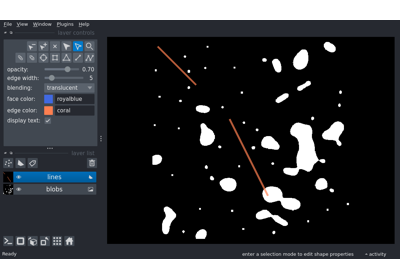 File View Window Plugins Help
layer controls
opacity: 0.70
edge width: 5
blending: translucent
face color: royalblue
edge color: coral
display text:
layer list
lines
blobs
Ready
enter a selection mode to edit shape properties
activity